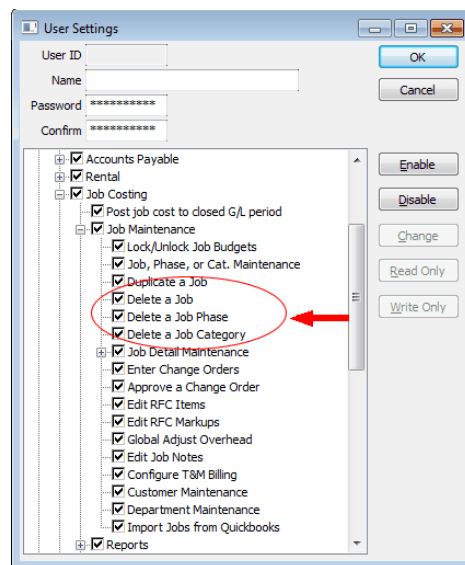 User Settings
User ID
OK
Name
Cancel
Password **********
Confirm **********
Accounts Payable
Enable
Rental
Job Costing
Post job cost to closed G/L period
Disable
Job Maintenance
Lock/Unlock Job Budgets
Change
Job, Phase, or Cat. Maintenance
Duplicate a Job
Read Only
Delete a Job
Delete a Job Phase
Write Only
Delete a Job Category
Job Detail Maintenance
Enter Change Orders
Approve a Change Order
Edit RFC Items
Edit RFC Markups
Global Adjust Overhead
Edit Job Notes
Configure T&M Billing
Customer Maintenance
Department Maintenance
Import Jobs from Quickbooks
Reports